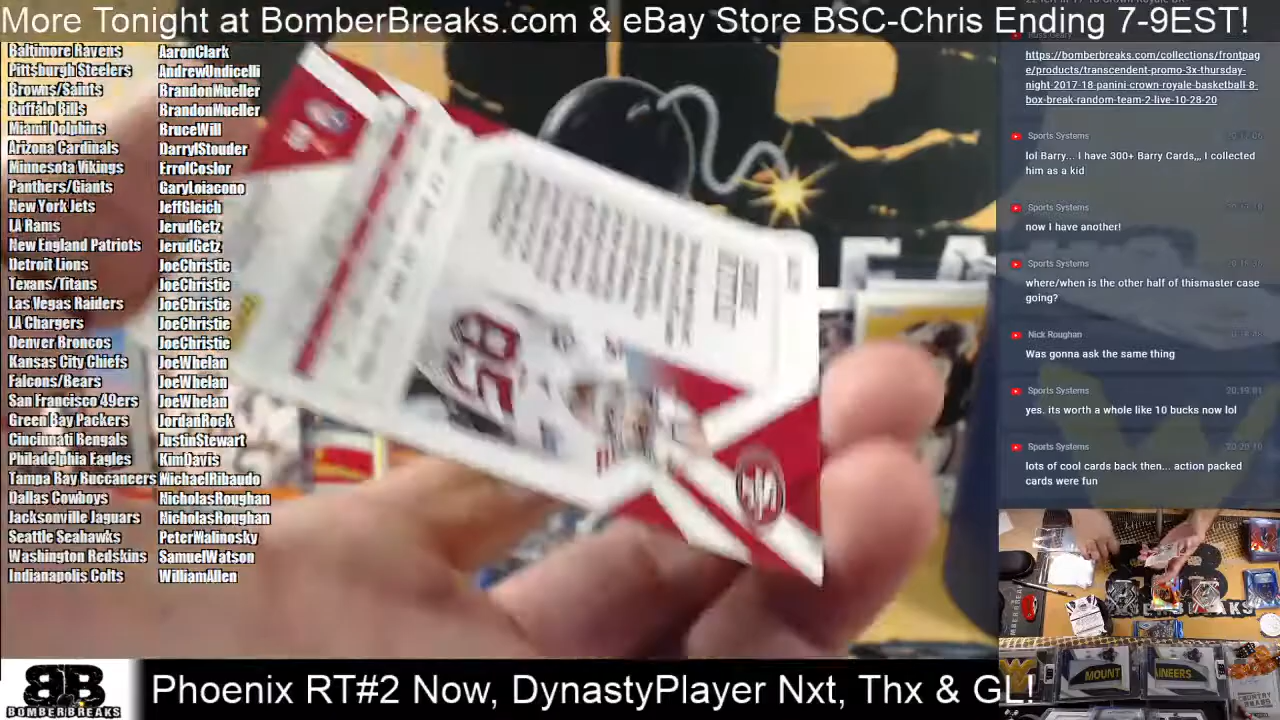 More Tonight at BomberBreaks.com & eBay Store BSC-Chris Ending 7-9EST!
Baltimore Ravens AaronClark
Pittsburgh Steelers AndrewUndicelli
Browns/Saints BrandonMueller
Buffalo Bills BrandonMueller
Miami Dolphins BruceWill
Arizona Cardinals DarrylStouder
Minnesota Vikings ErrolCoslor
Panthers/Giants GaryLoiacono
New York Jets JeffGleich
LA Rams JerudGetz
New England Patriots JerudGetz
Detroit Lions JoeChristie
Texans/Titans JoeChristie
Las Vegas Raiders JoeChristie
LA Chargers JoeChristie
Denver Broncos JoeChristie
Kansas City Chiefs JoeWhelan
Falcons/Bears JoeWhelan
San Francisco 49ers JoeWhelan
Green Bay Packers JordanRock
Cincinnati Bengals JustinStewart
Philadelphia Eagles KimDavis
Tampa Bay Buccaneers MichaelRibaudo
Dallas Cowboys NicholasRoughan
Jacksonville Jaguars NicholasRoughan
Seattle Seahawks PeterMalinosky
Washington Redskins SamuelWatson
Indianapolis Colts WilliamAllen
85
https://bomberbreaks.com/collections/frontpag
e/products/transcendent-promo-3x-thursday-
night-2017-18-panini-crown-royale-basketball-8-
box-break-random-team-2-live-10-28-20
Sports Systems
lol Barry... I have 300+ Barry Cards,,, I collected
him as a kid
Sports Systems
now I have another!
Sports Systems
where/when is the other half of thismaster case
going?
Nick Roughan
Was gonna ask the same thing
Sports Systems 20:19:01
yes. its worth a whole like 10 bucks now lol
Sports Systems
lots of cool cards back then... action packed
cards were fun
MOUNT AINEERS
BB
BOMBERBREAKS
Phoenix RT#2 Now, DynastyPlayer Nxt, Thx & GL!